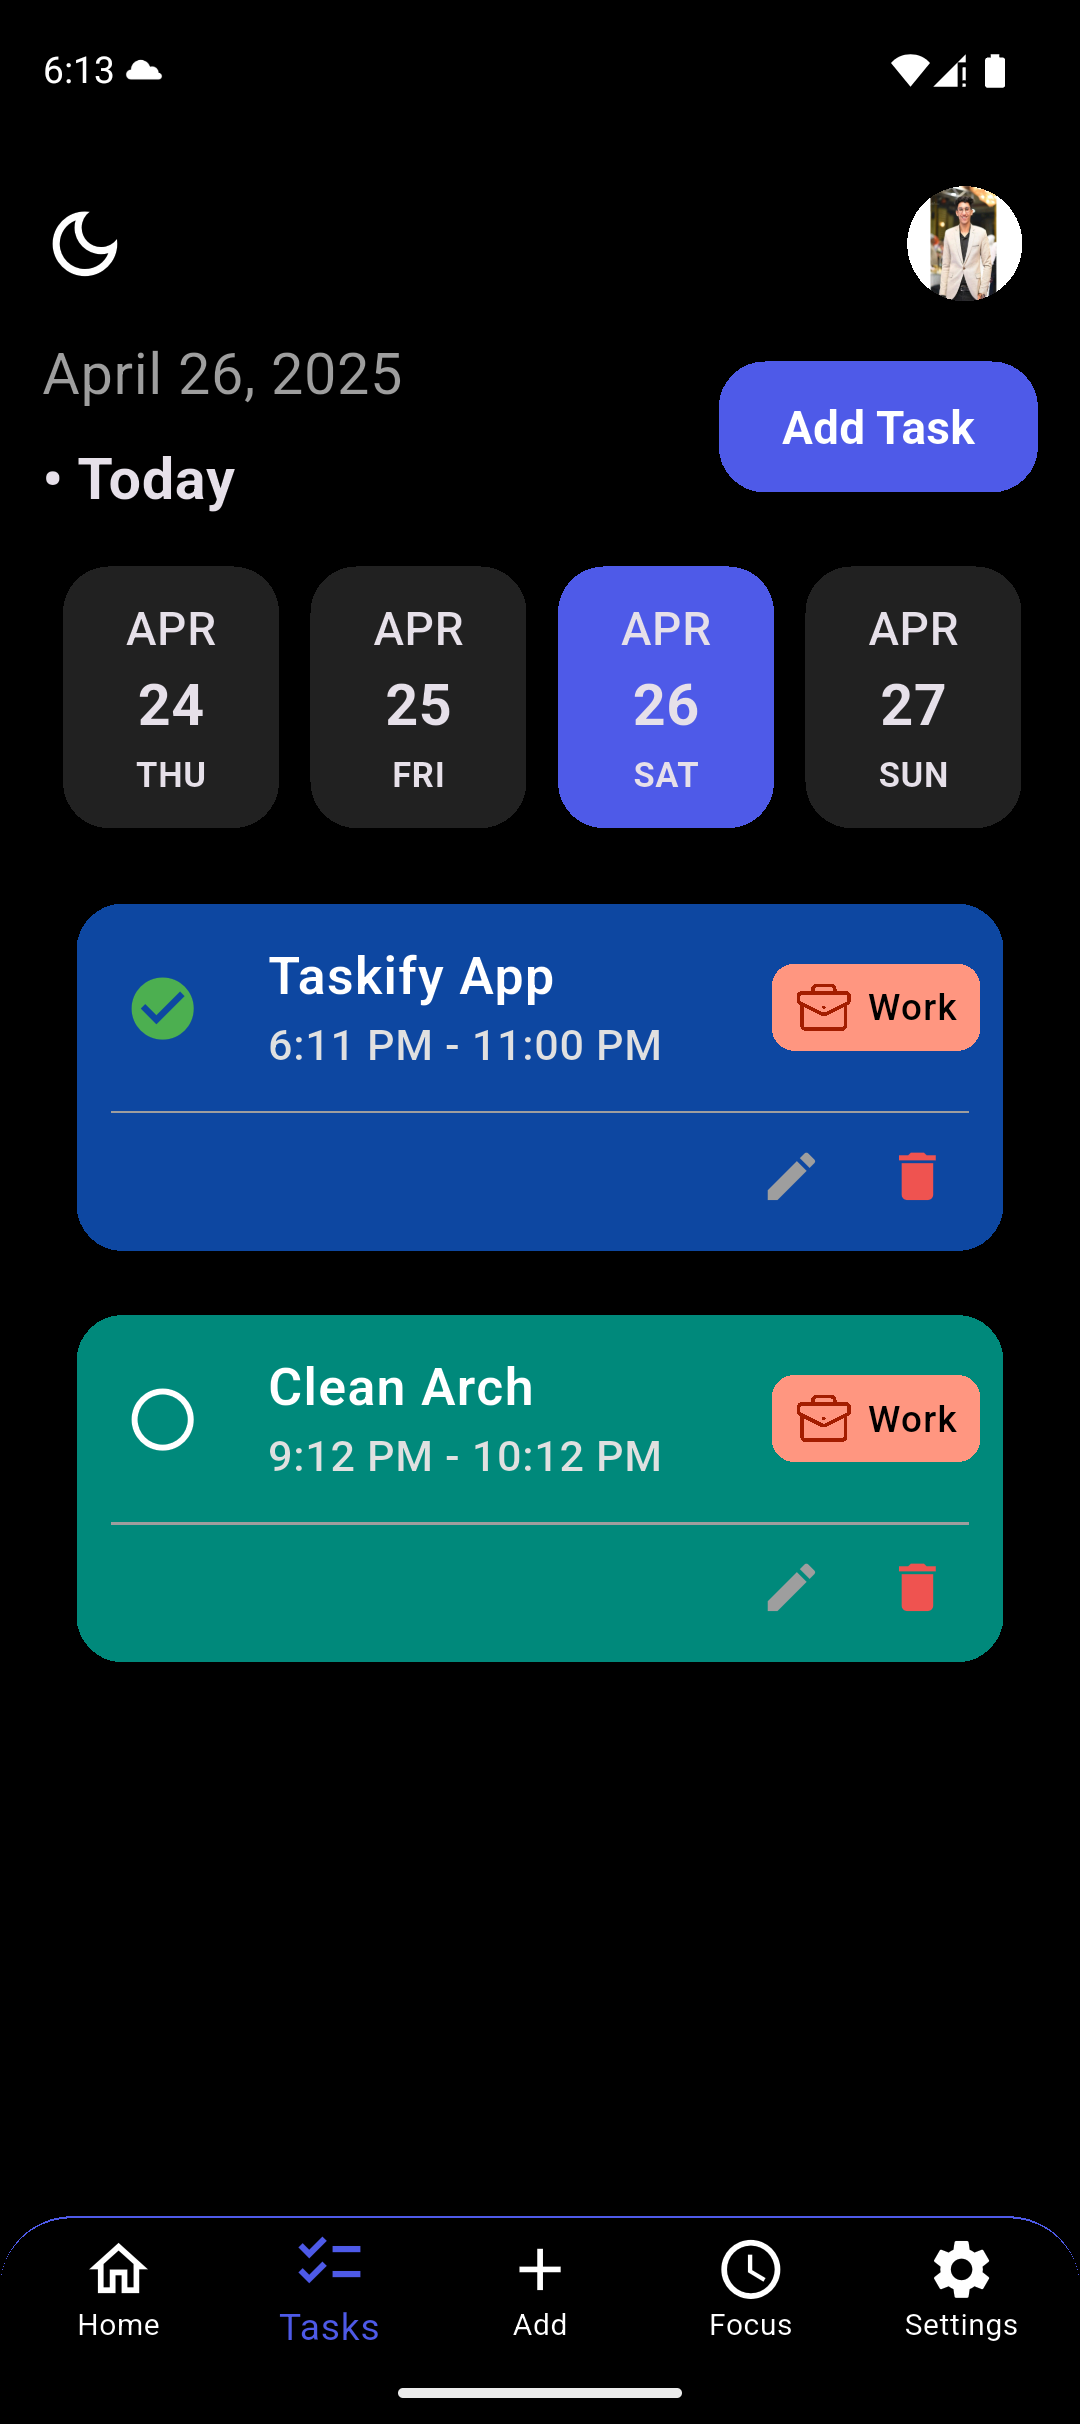 6:13
April 26, 2025
Add Task
• Today
APR
24
THU
APR
25
FRI
APR
26
SAT
APR
27
SUN
Taskify App
6:11 PM - 11:00 PM
Work
Clean Arch
9:12 PM - 10:12 PM
Work
Home
Tasks
Add
Focus
Settings